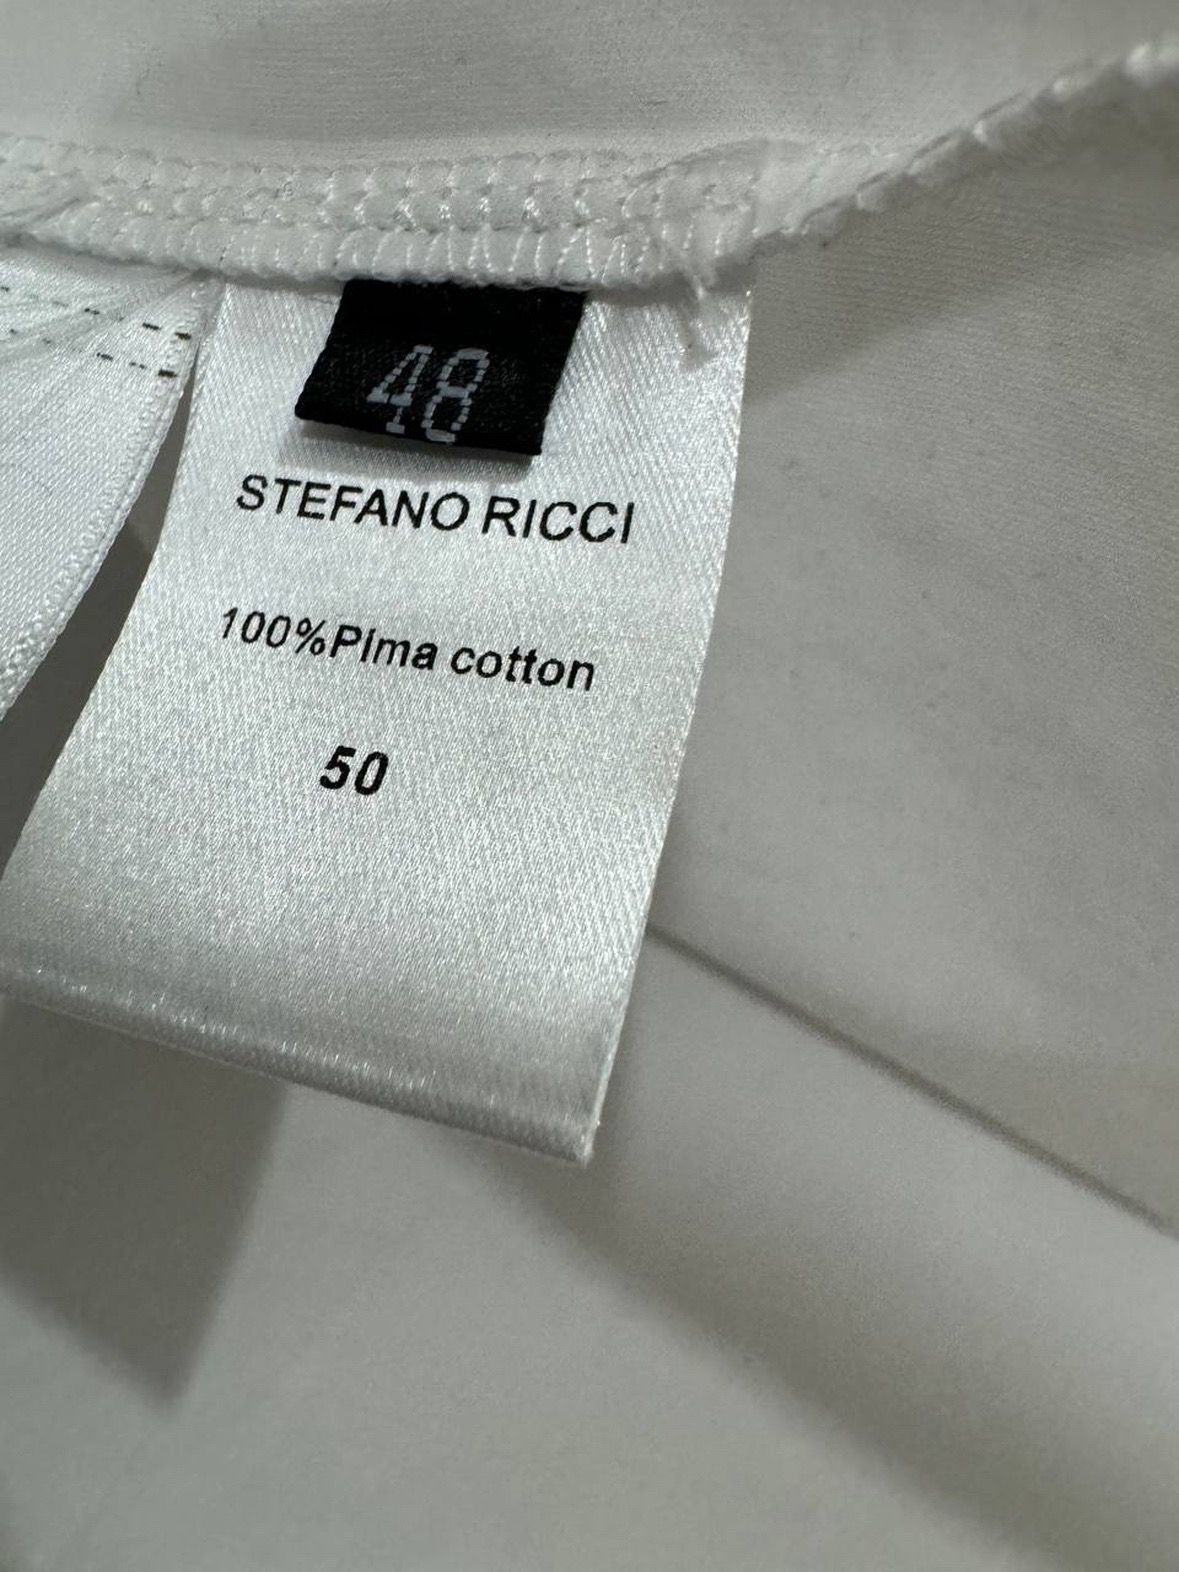 48
STEFANO RICCI
100%Pima cotton
50